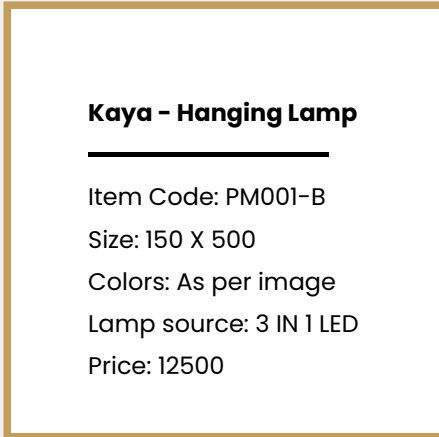 Kaya - Hanging Lamp
Item Code: PM001-B
Size: 150 X 500
Colors: As per image
Lamp source: 3 IN 1 LED
Price: 12500